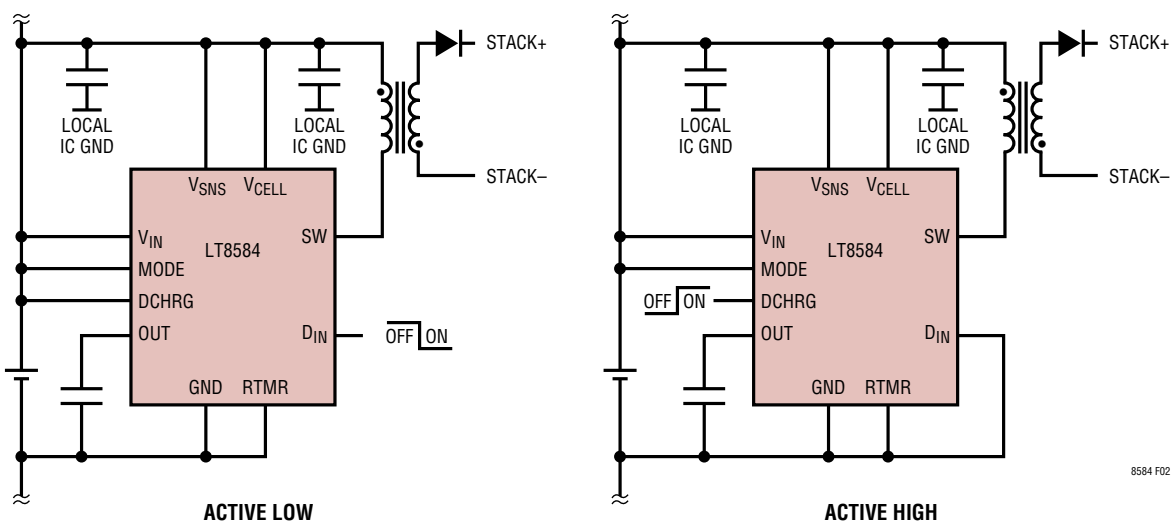 STACK+
LOCAL
IC GND
LOCAL
IC GND
STACK–
VSNS
VCELL
VIN
SW
LT8584
MODE
DCHRG
OUT
DIN
OFF ON
GND
RTMR
ACTIVE LOW
STACK+
LOCAL
IC GND
LOCAL
IC GND
STACK–
VSNS
VCELL
VIN
SW
LT8584
MODE
OFF ON
DCHRG
OUT
DIN
GND
RTMR
8584 F02
ACTIVE HIGH